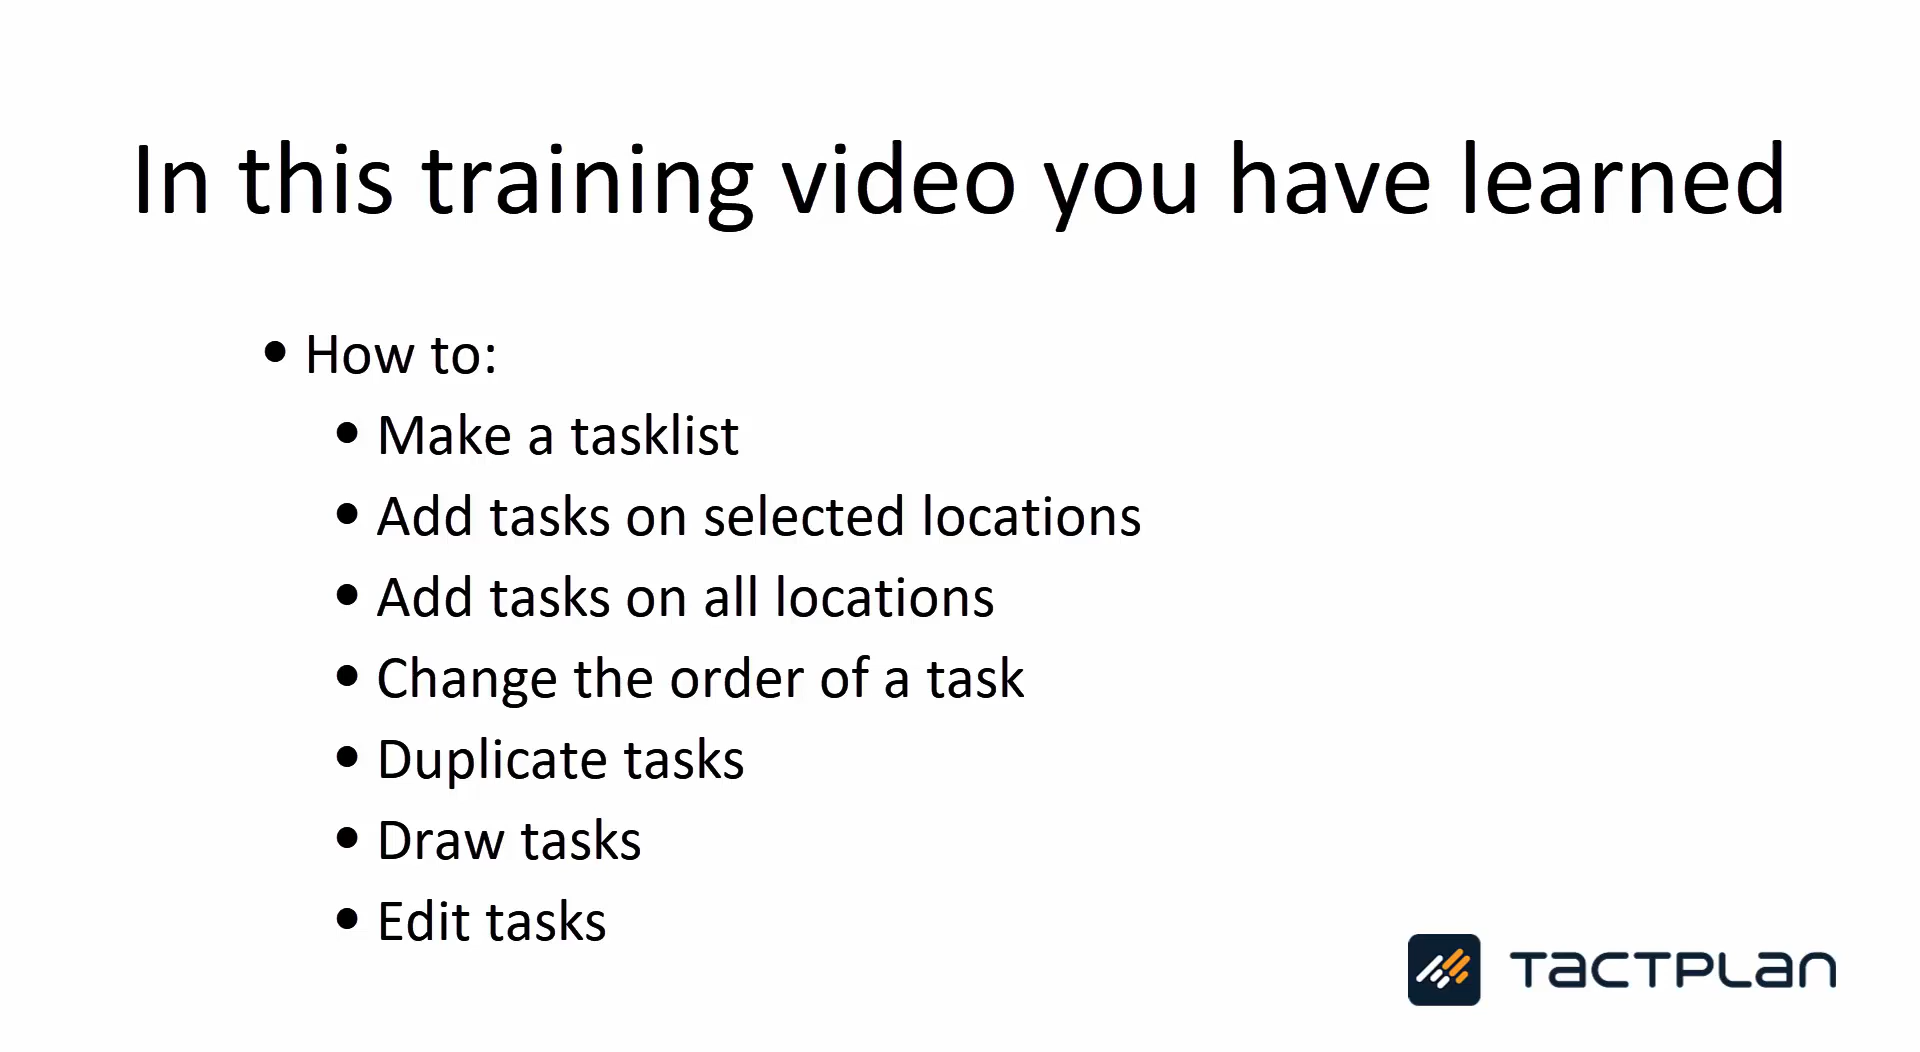 In this training video you have learned
• How to:
• Make a tasklist
• Add tasks on selected locations
• Add tasks on all locations
• Change the order of a task
• Duplicate tasks
• Draw tasks
• Edit tasks
TACTPLAN